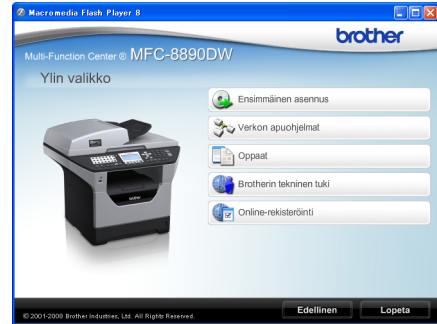 Macromedia Flash Player 8
brother
Multi-Function Center ® MFC-8890DW
Ylin valikko
Ensimmäinen asennus
Verkon apuohjelmat
Oppaat
Brotherin tekninen tuki
Online-rekisteröinti
Edellinen
Lopeta
© 2001-2008 Brother Industries, Ltd. All Rights Reserved.